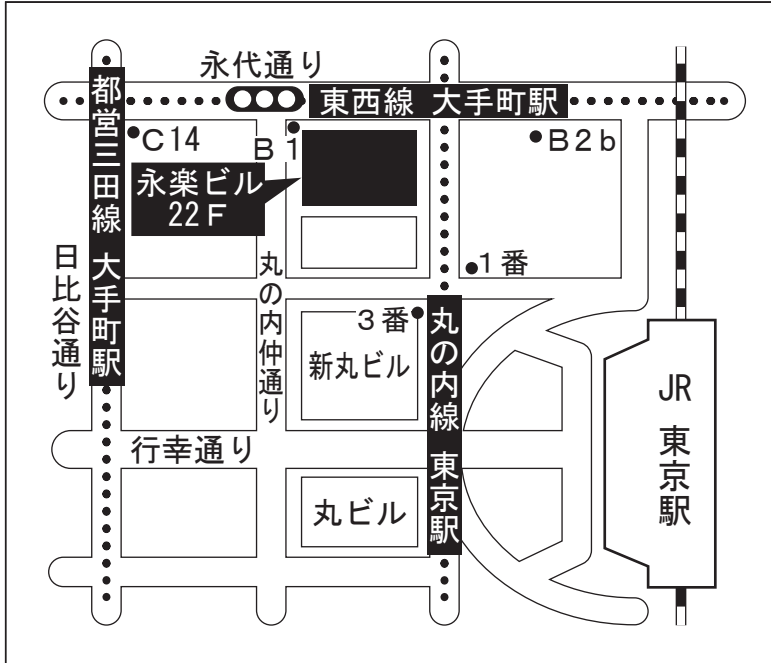 永代通り
東西線 大手町駅
都営三田線 大手町駅
C14
B1
B2b
永楽ビル
22F
1番
日比谷通り
丸の内仲通り
3番
新丸ビル
丸の内線 東京駅
JR 東京駅
行幸通り
丸ビル